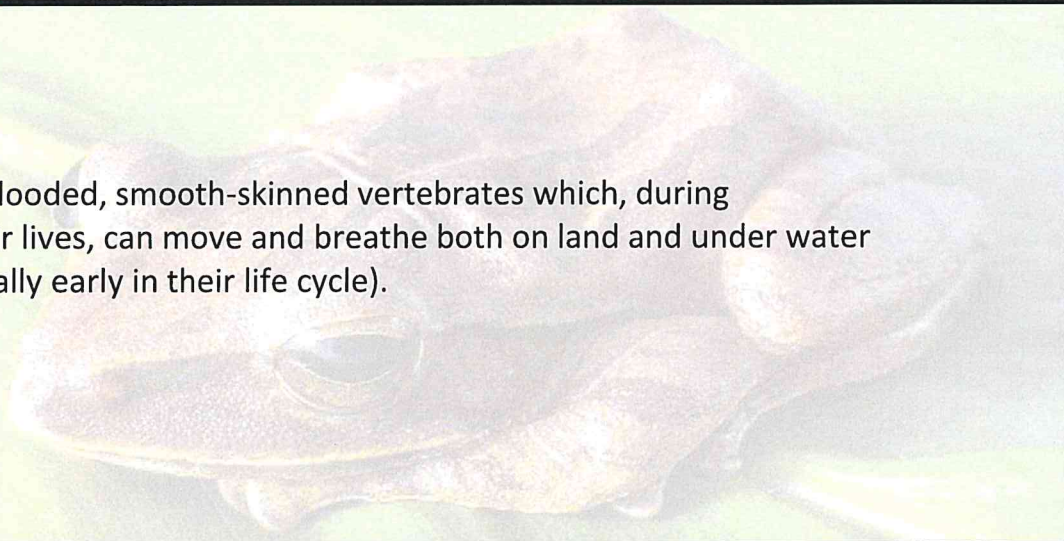 looded, smooth-skinned vertebrates which, during
r lives, can move and breathe both on land and under water
ally early in their life cycle).